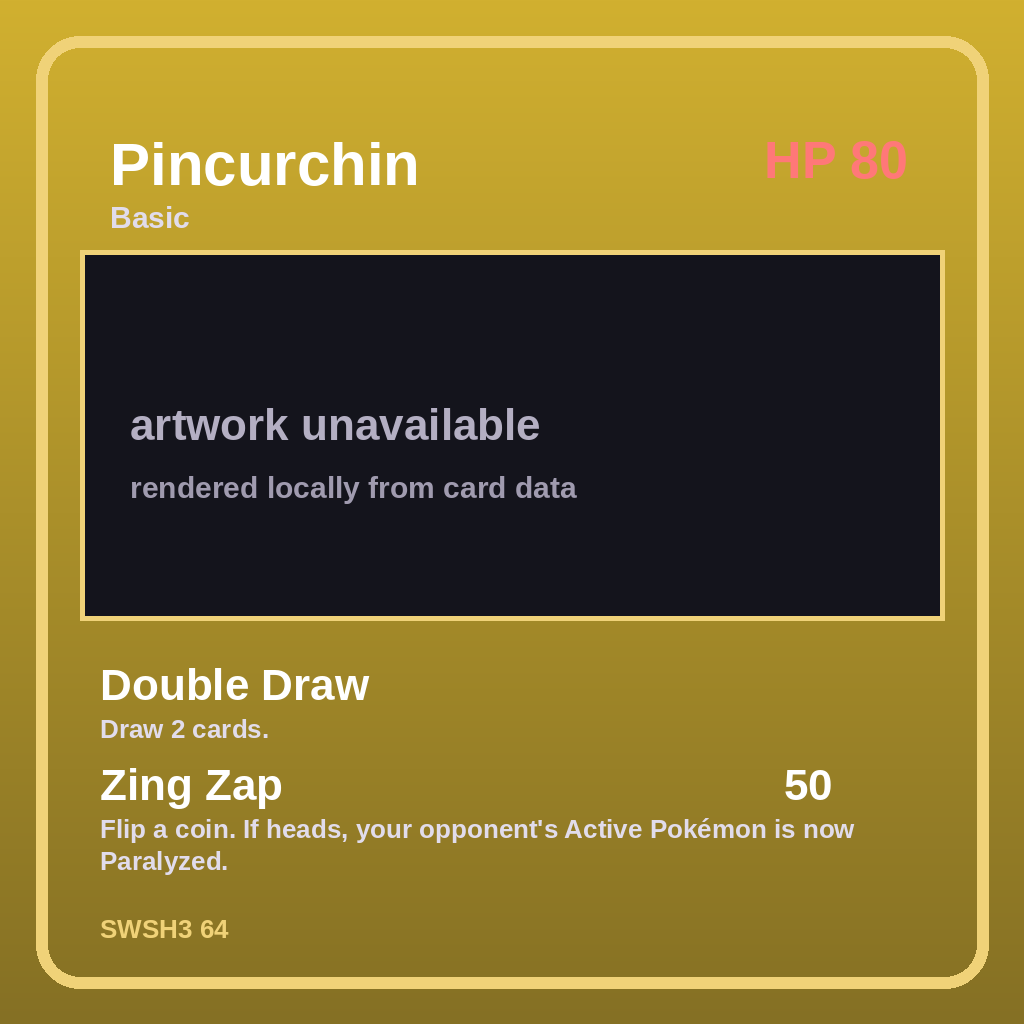 Pincurchin
HP 80
Basic
artwork unavailable
rendered locally from card data
Double Draw
Draw 2 cards.
Zing Zap
50
Flip a coin. If heads, your opponent's Active Pokémon is now
Paralyzed.
SWSH3 64